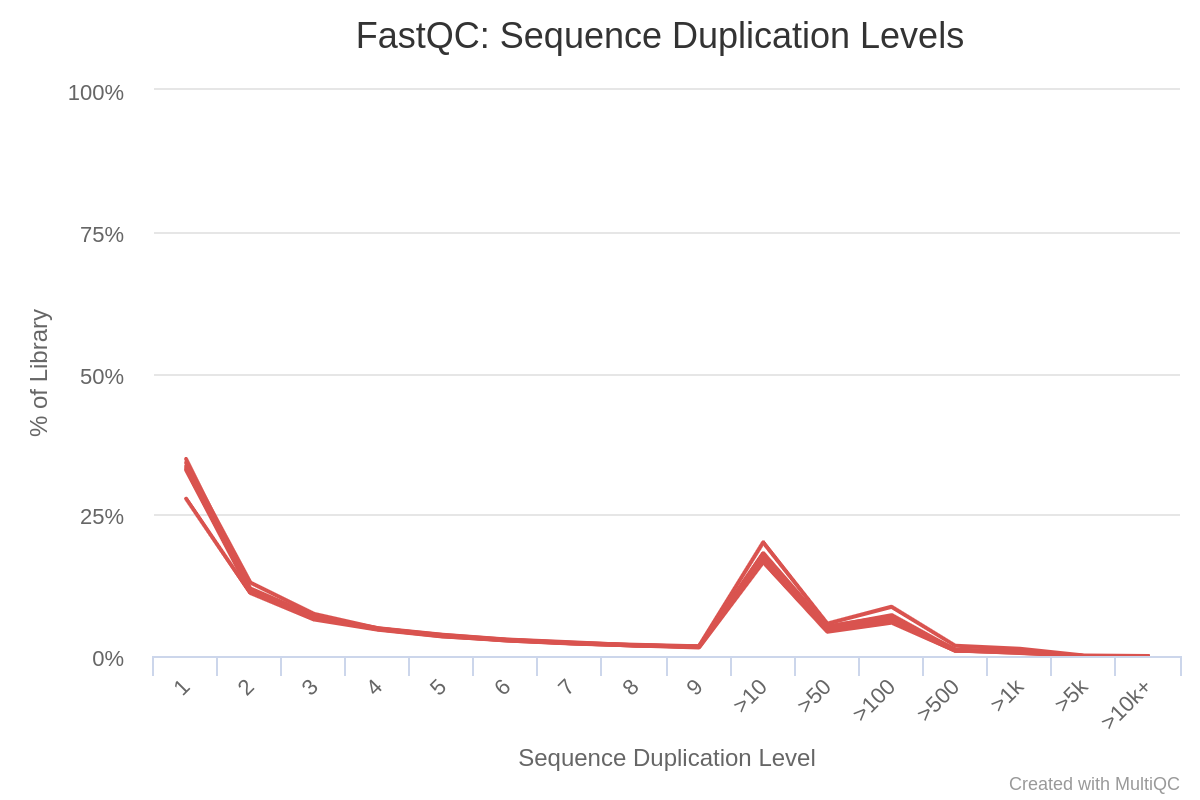 FastQC: Sequence Duplication Levels
100%
75%
50%
25%
0%
% of Library
1
2
3
4
5
6
7
8
9
>10
>50
>100
>500
>1k
>5k
>10k+
Sequence Duplication Level
Created with MultiQC